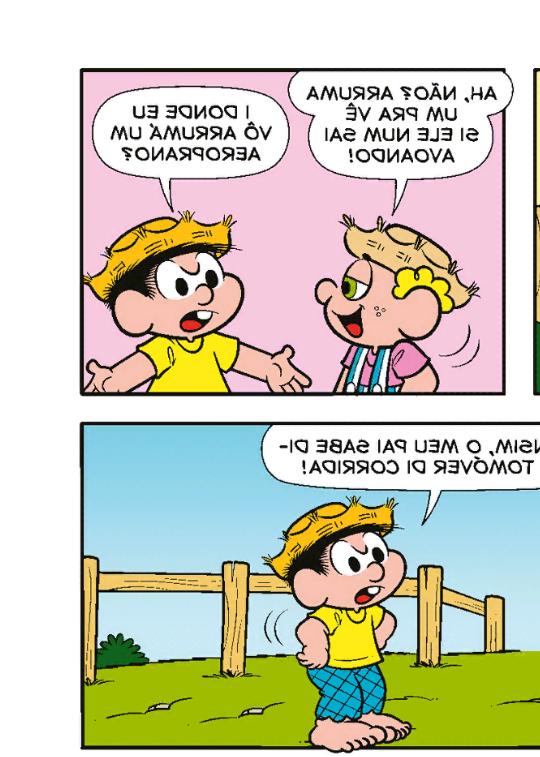 AH, NÃO? ARRUMA
UM PRA VÊ
SI ELE NUM SAI
AVOANDO!
I DONDE EU
VÔ ARRUMÁ UM
AEROPRANO?
NSIM, O MEU PAI SABE DI-
TOMÓVER DI CORRIDA!